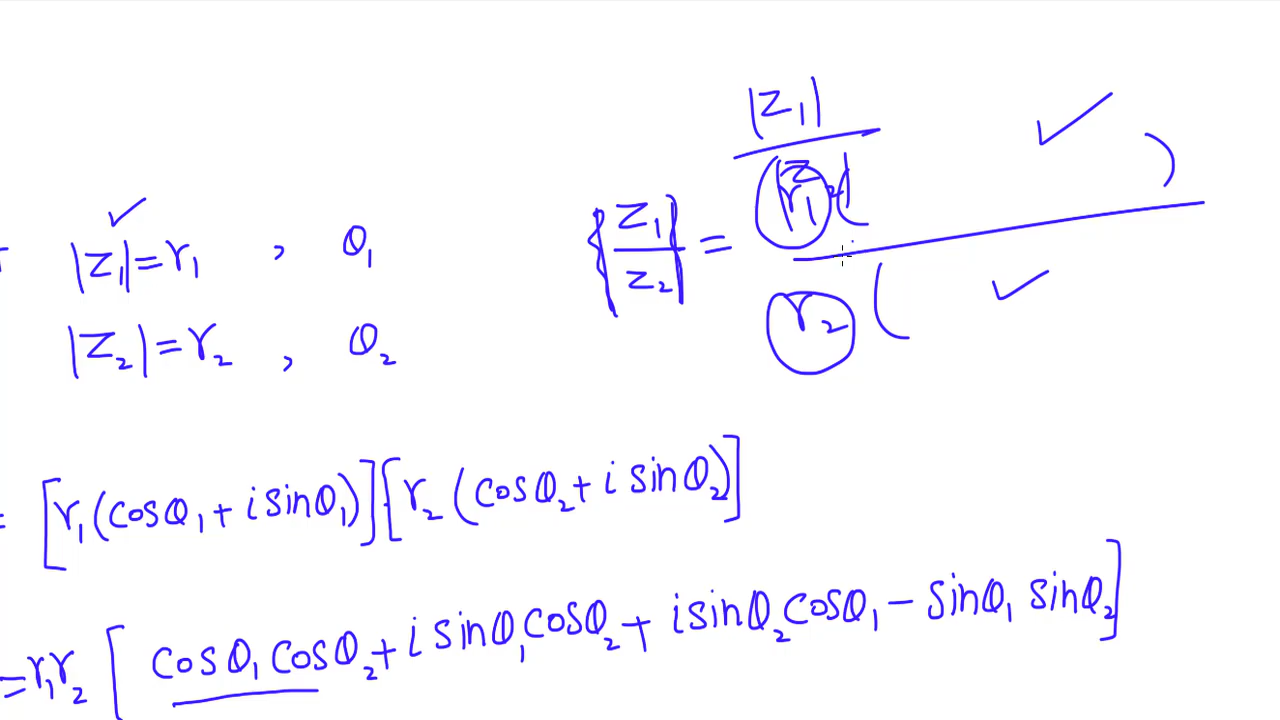 |z₁|
|z₁| = r₁ , θ₁
|z₁/z₂| = r₁( )
r₂(
|z₂| = r₂ , θ₂
= [r₁(cosθ₁ + i sinθ₁)][r₂(cosθ₂ + i sinθ₂)]
= r₁r₂ [cosθ₁ cosθ₂ + i sinθ₁ cosθ₂ + i sinθ₂ cosθ₁ − sinθ₁ sinθ₂]